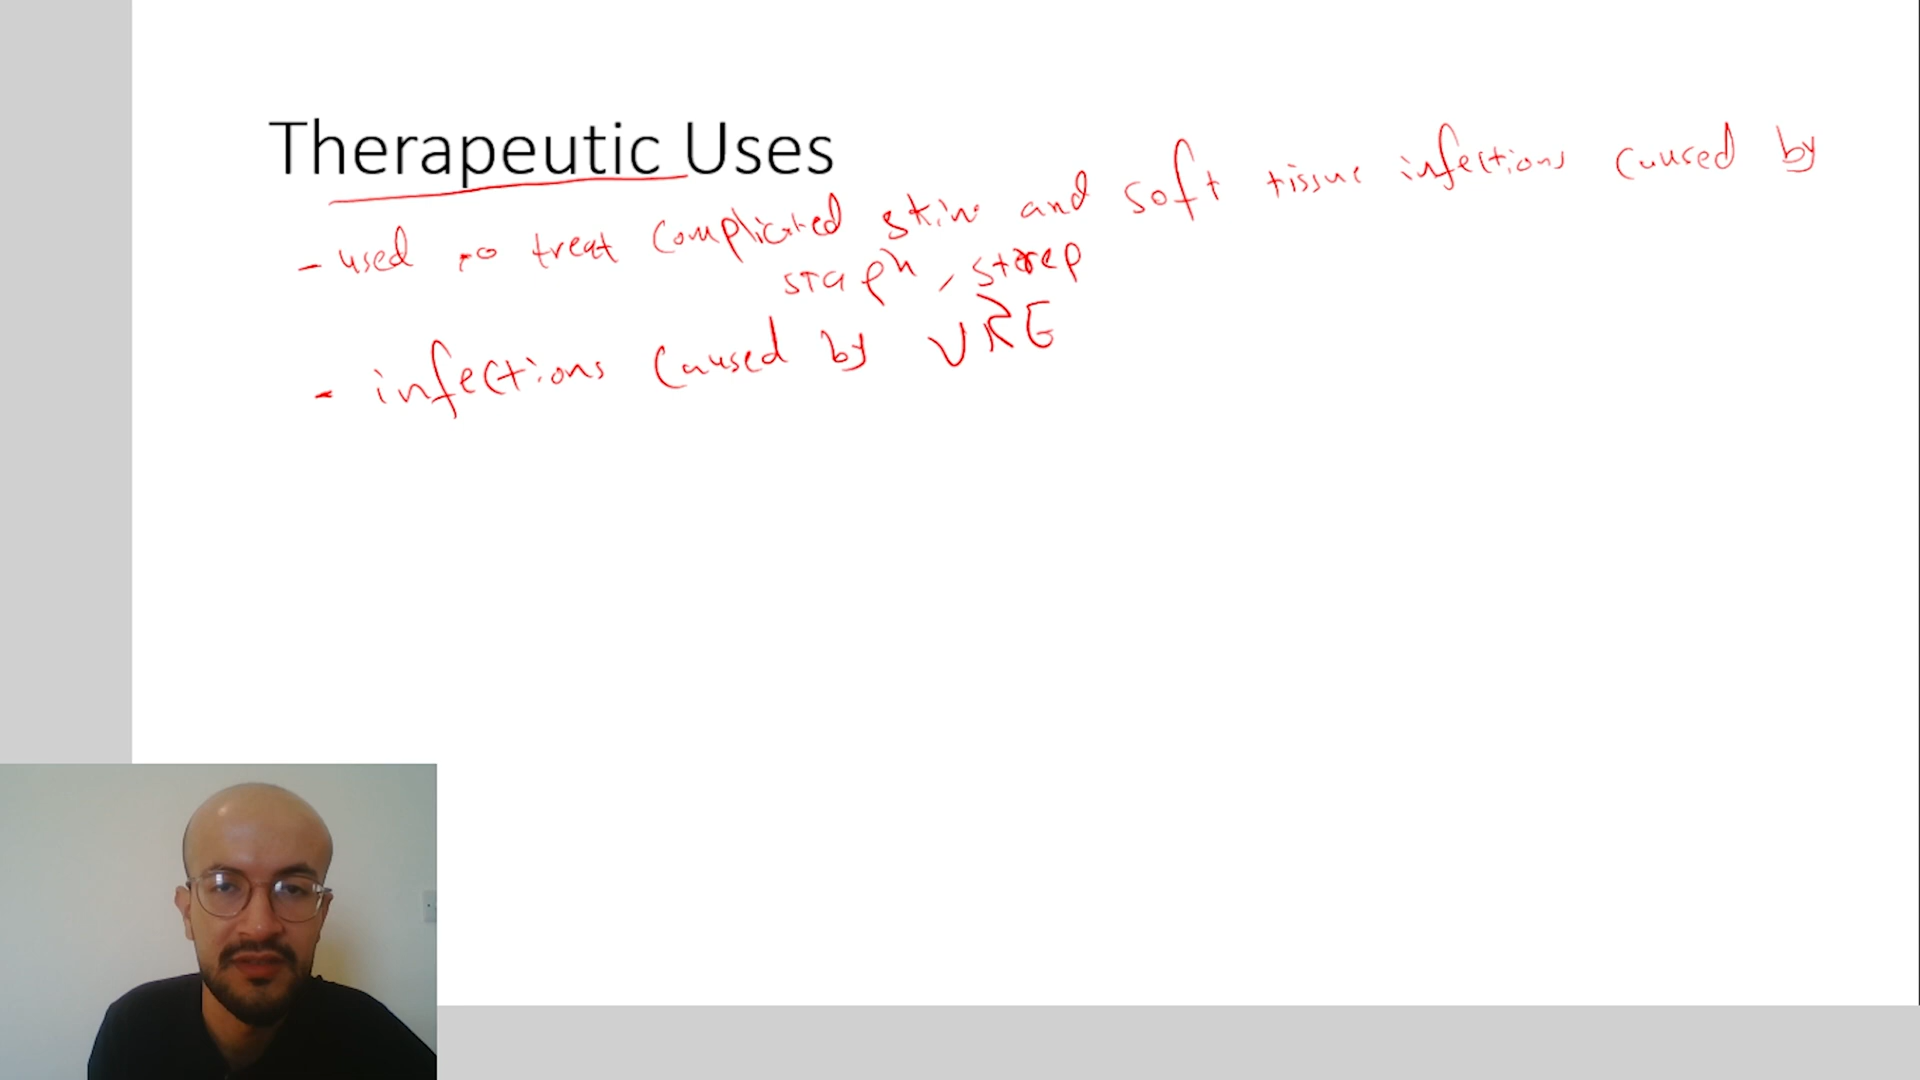 Therapeutic Uses
- used to treat complicated skin and soft tissue infections caused by
staph, strep
- infections caused by VRE